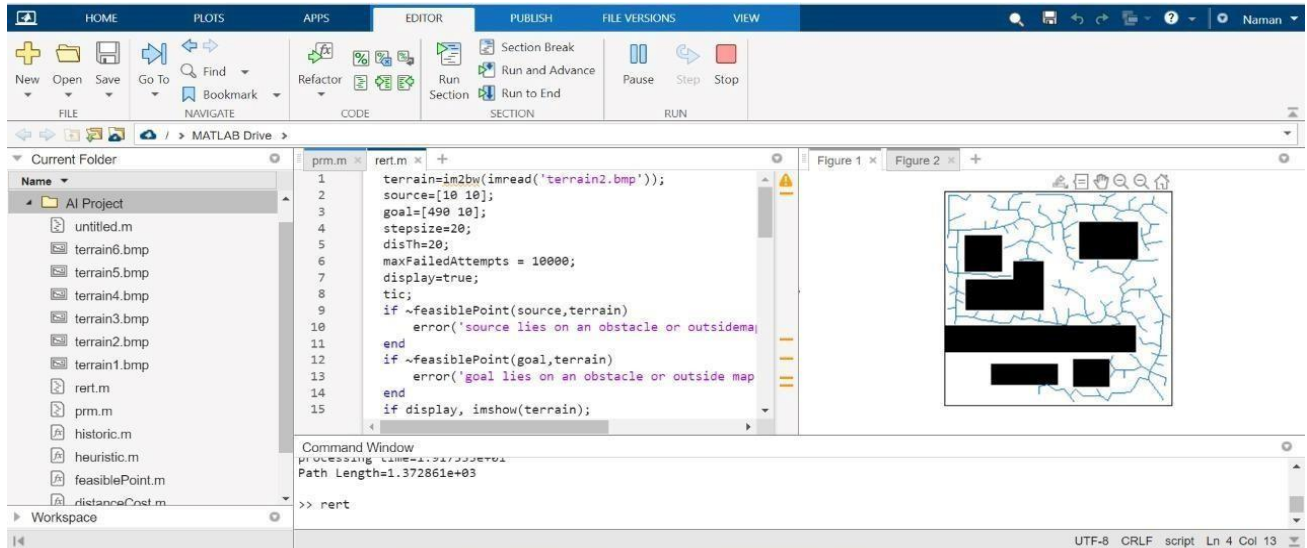 HOME PLOTS APPS EDITOR PUBLISH FILE VERSIONS VIEW Naman
New Open Save Go To Find Bookmark Refactor Run Section Section Break Run and Advance Run to End Pause Step Stop
FILE NAVIGATE CODE SECTION RUN
/ > MATLAB Drive >
Current Folder
Name
AI Project
untitled.m
terrain6.bmp
terrain5.bmp
terrain4.bmp
terrain3.bmp
terrain2.bmp
terrain1.bmp
rert.m
prm.m
historic.m
heuristic.m
feasiblePoint.m
distanceCost.m
Workspace
prm.m × rert.m × +
1 terrain=im2bw(imread('terrain2.bmp'));
2 source=[10 10];
3 goal=[490 10];
4 stepsize=20;
5 disTh=20;
6 maxFailedAttempts = 10000;
7 display=true;
8 tic;
9 if ~feasiblePoint(source,terrain)
10 error('source lies on an obstacle or outsidema
11 end
12 if ~feasiblePoint(goal,terrain)
13 error('goal lies on an obstacle or outside map
14 end
15 if display, imshow(terrain);
Figure 1 × Figure 2 × +
Command Window
Path Length=1.372861e+03
>> rert
UTF-8 CRLF script Ln 4 Col 13